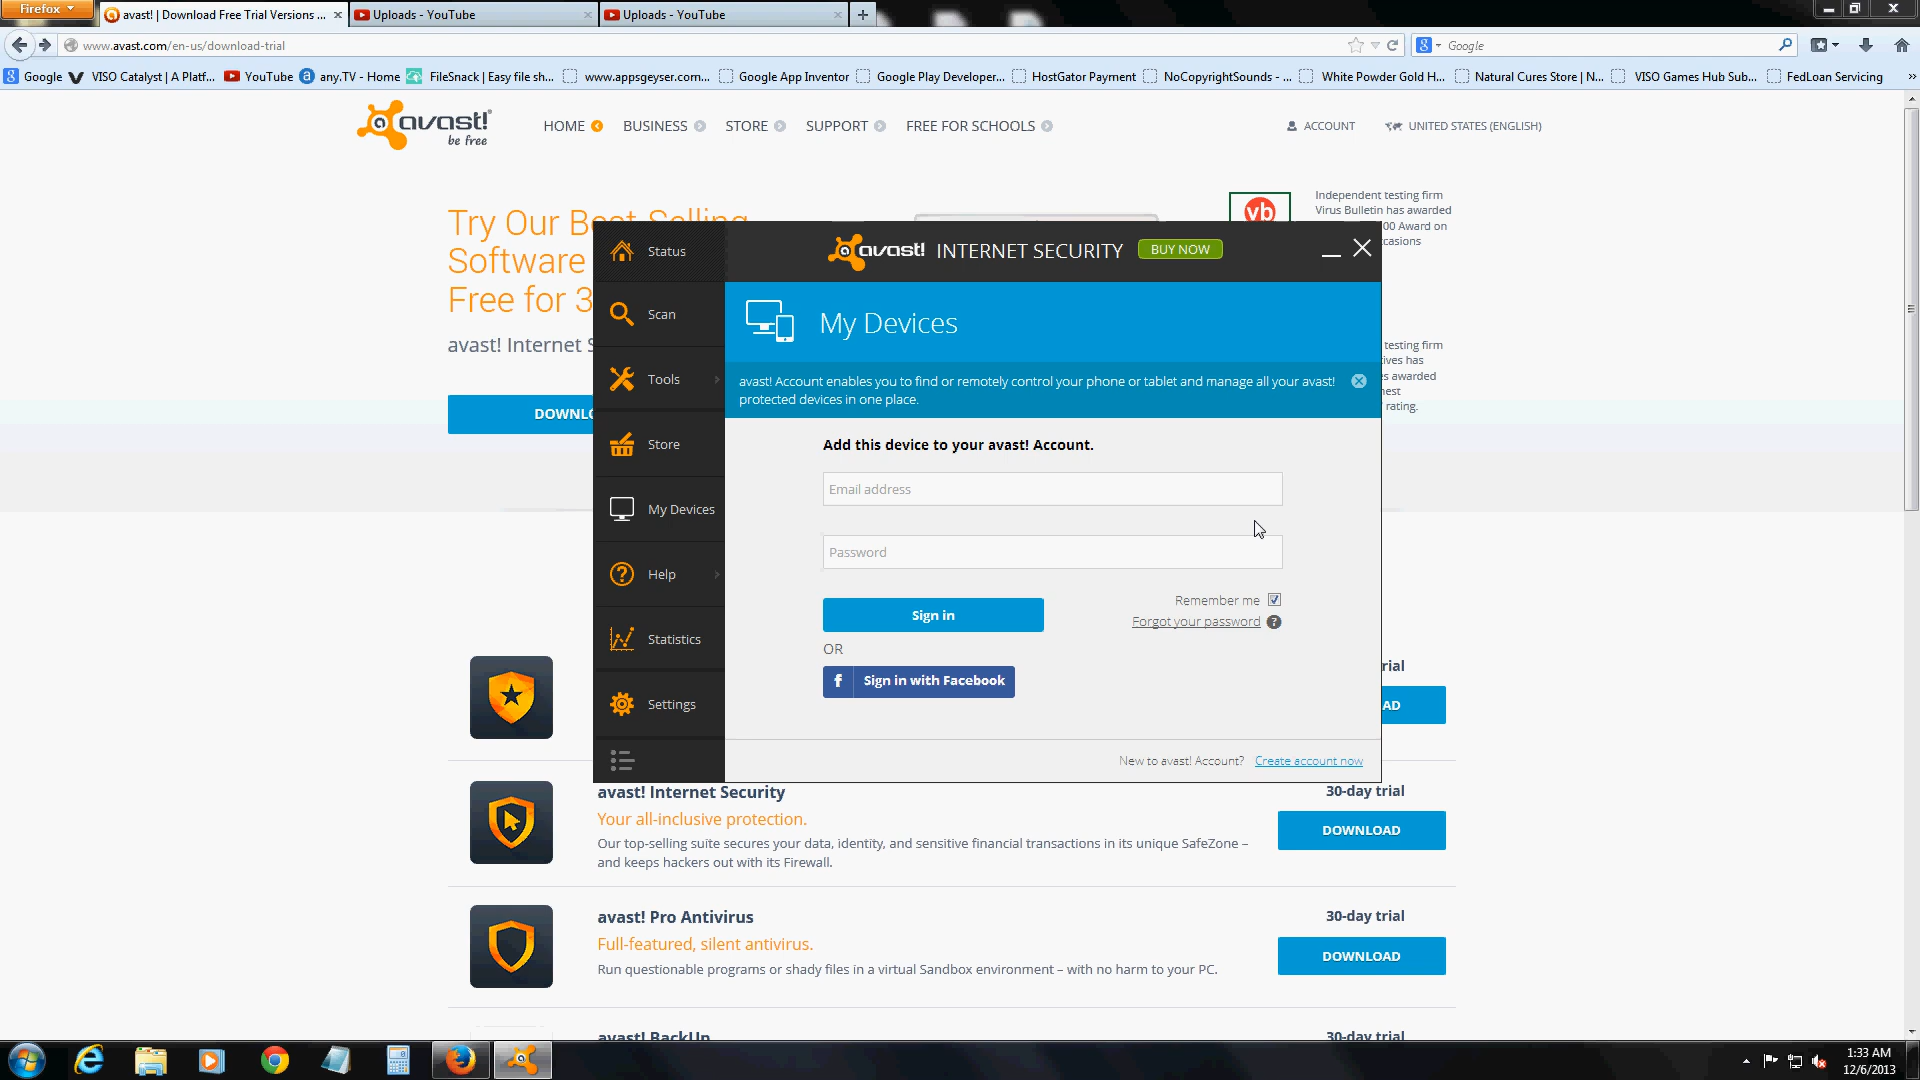 Firefox
avast! | Download Free Trial Versions ...
Uploads - YouTube
Uploads - YouTube
www.avast.com/en-us/download-trial
Google
Google
VISO Catalyst | A Platf...
YouTube
any.TV - Home
FileSnack | Easy file sh...
www.appsgeyser.com...
Google App Inventor
Google Play Developer...
HostGator Payment
NoCopyrightSounds - ...
White Powder Gold H...
Natural Cures Store | N...
VISO Games Hub Sub...
FedLoan Servicing
avast!
be free
HOME
BUSINESS
STORE
SUPPORT
FREE FOR SCHOOLS
ACCOUNT
UNITED STATES (ENGLISH)
Try Our Best-Selling
Software
Free for 3
avast! Internet S
DOWNLO
vb
Independent testing firm
Virus Bulletin has awarded
00 Award on
casions
testing firm
ives has
s awarded
nest
rating.
Status
Scan
Tools
Store
My Devices
Help
Statistics
Settings
avast! INTERNET SECURITY
BUY NOW
My Devices
avast! Account enables you to find or remotely control your phone or tablet and manage all your avast!
protected devices in one place.
Add this device to your avast! Account.
Email address
Password
Remember me
Forgot your password
Sign in
OR
f Sign in with Facebook
New to avast! Account? Create account now
rial
AD
avast! Internet Security
Your all-inclusive protection.
Our top-selling suite secures your data, identity, and sensitive financial transactions in its unique SafeZone –
and keeps hackers out with its Firewall.
30-day trial
DOWNLOAD
avast! Pro Antivirus
Full-featured, silent antivirus.
Run questionable programs or shady files in a virtual Sandbox environment – with no harm to your PC.
30-day trial
DOWNLOAD
avast! BackUp
30-day trial
1:33 AM
12/6/2013